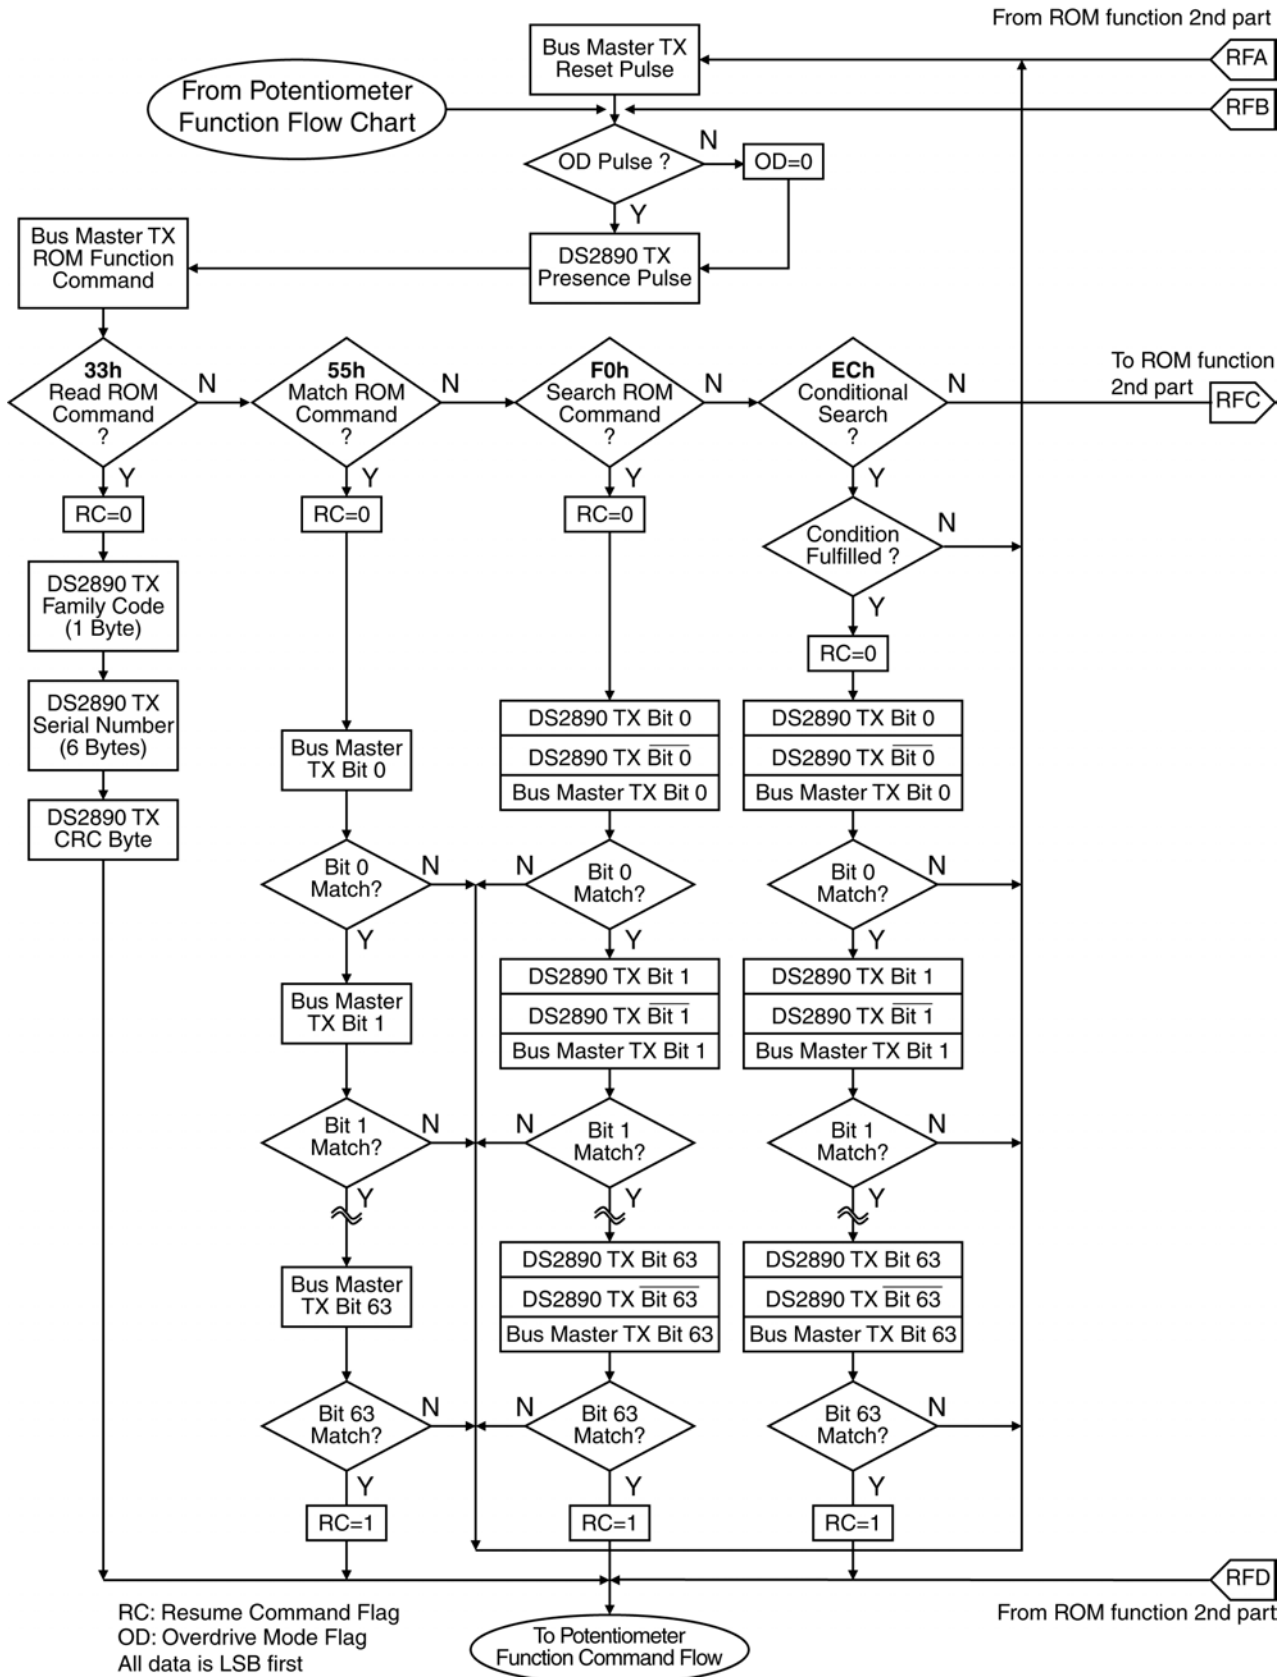 From ROM function 2nd part
Bus Master TX
Reset Pulse
RFA
From Potentiometer
Function Flow Chart
RFB
OD Pulse ?
N
OD=0
Y
Bus Master TX
ROM Function
Command
DS2890 TX
Presence Pulse
33h
Read ROM
Command
?
N
Y
55h
Match ROM
Command
?
N
Y
F0h
Search ROM
Command
?
N
Y
ECh
Conditional
Search
?
N
Y
To ROM function
2nd part
RFC
RC=0
RC=0
RC=0
Condition
Fulfilled ?
N
Y
RC=0
DS2890 TX
Family Code
(1 Byte)
DS2890 TX
Serial Number
(6 Bytes)
DS2890 TX
CRC Byte
Bus Master
TX Bit 0
DS2890 TX Bit 0
DS2890 TX Bit 0
Bus Master TX Bit 0
DS2890 TX Bit 0
DS2890 TX Bit 0
Bus Master TX Bit 0
Bit 0
Match?
N
Y
N
Bit 0
Match?
Y
Bit 0
Match?
N
Y
Bus Master
TX Bit 1
DS2890 TX Bit 1
DS2890 TX Bit 1
Bus Master TX Bit 1
DS2890 TX Bit 1
DS2890 TX Bit 1
Bus Master TX Bit 1
Bit 1
Match?
N
Y
N
Bit 1
Match?
Y
Bit 1
Match?
N
Y
Bus Master
TX Bit 63
DS2890 TX Bit 63
DS2890 TX Bit 63
Bus Master TX Bit 63
DS2890 TX Bit 63
DS2890 TX Bit 63
Bus Master TX Bit 63
Bit 63
Match?
N
Y
N
Bit 63
Match?
Y
Bit 63
Match?
N
Y
RC=1
RC=1
RC=1
RFD
From ROM function 2nd part
RC: Resume Command Flag
OD: Overdrive Mode Flag
All data is LSB first
To Potentiometer
Function Command Flow